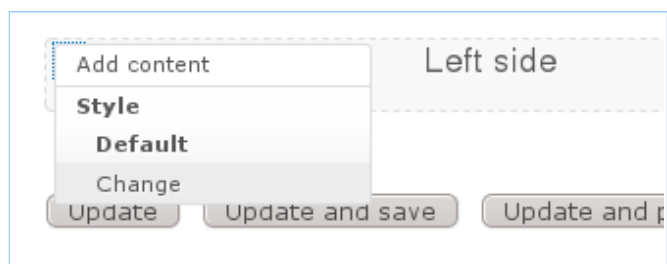 Add content
Left side
Style
Default
Change
Update
Update and save
Update and